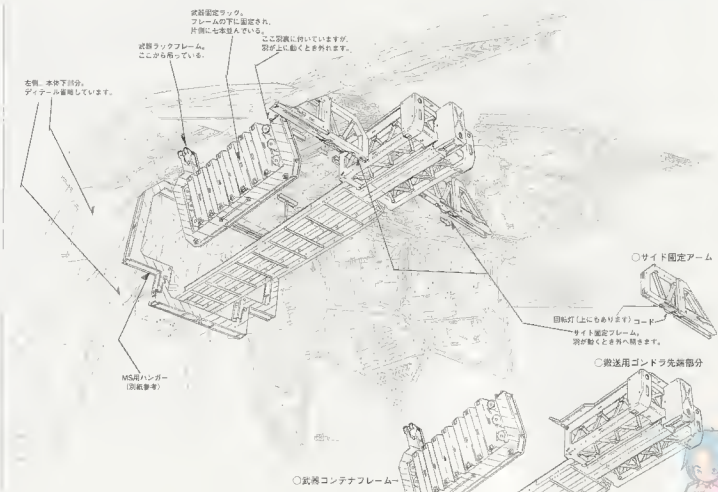 武器固定ラック。
フレームの下に固定され、
片側に七本並んでいる。
武器ラックフレーム。
ここから吊っている。
ここ羽裏に付いていますが、
羽が上に動くとき外れます。
左側、本体下部分。
ディテール省略しています。
○サイド固定アーム
回転灯(上にもあります)
コード
サイト固定フレーム。
羽が動くとき外へ開きます。
MS用ハンガー
(別紙参考)
○搬送用ゴンドラ先端部分
○武器コンテナフレーム